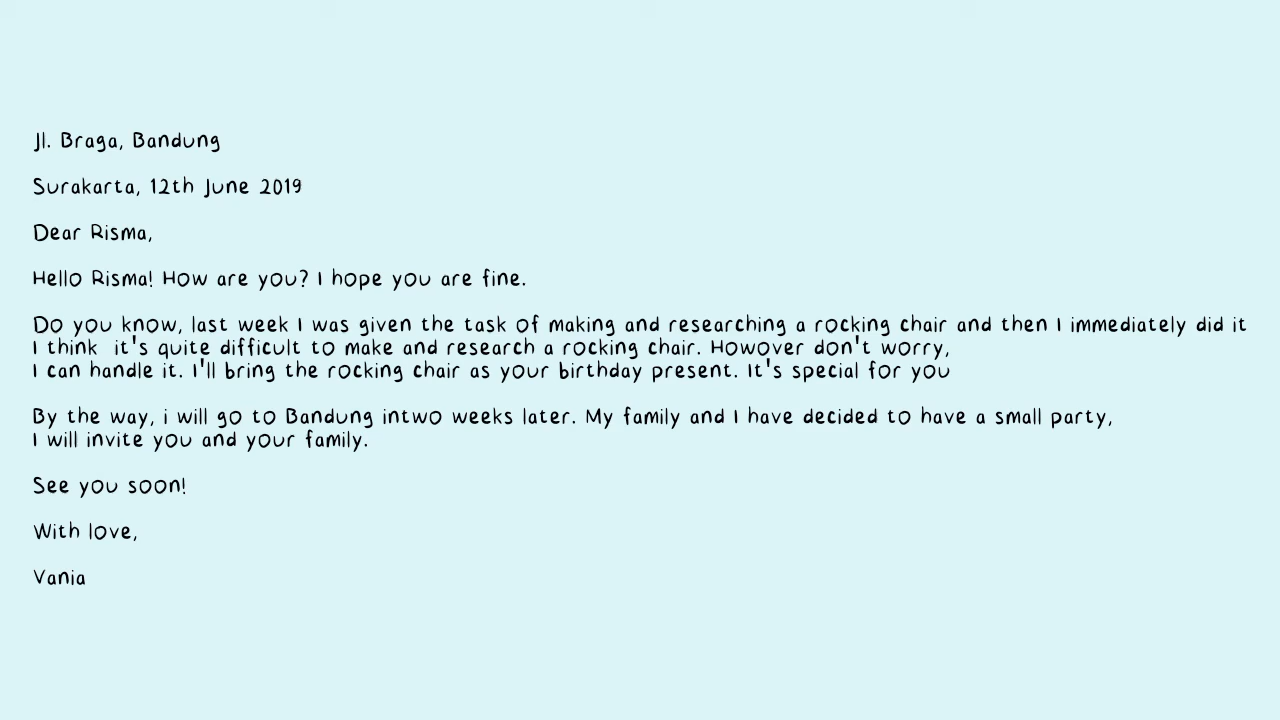 Jl. Braga, Bandung
Surakarta, 12th June 2019
Dear Risma,
Hello Risma! How are you? I hope you are fine.
Do you know, last week I was given the task of making and researching a rocking chair and then I immediately did it
I think  it's quite difficult to make and research a rocking chair. Howover don't worry,
I can handle it. I'll bring the rocking chair as your birthday present. It's special for you
By the way, i will go to Bandung intwo weeks later. My family and I have decided to have a small party,
I will invite you and your family.
See you soon!
With love,
Vania